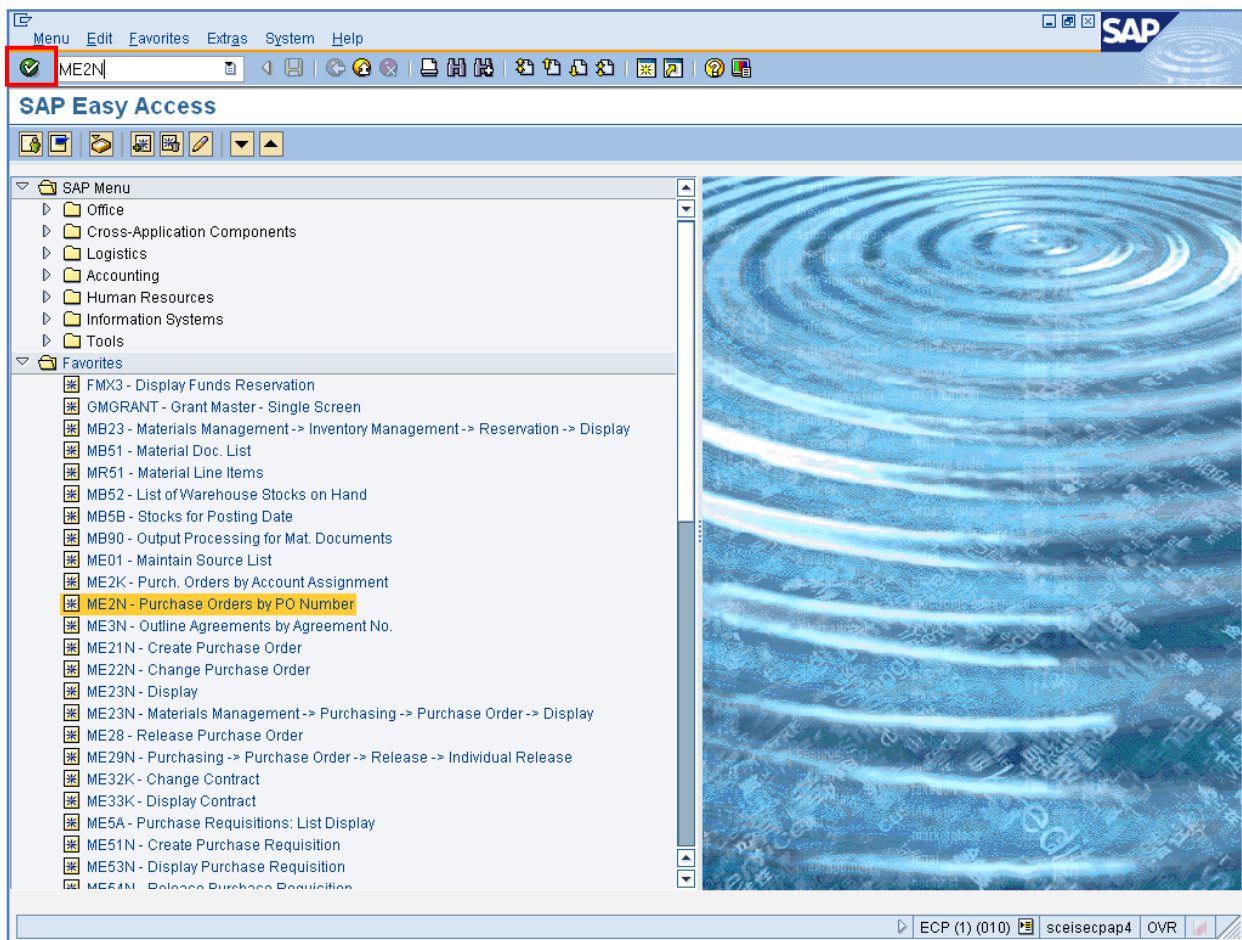 Menu Edit Favorites Extras System Help
SAP
ME2N
SAP Easy Access
SAP Menu
Office
Cross-Application Components
Logistics
Accounting
Human Resources
Information Systems
Tools
Favorites
FMX3 - Display Funds Reservation
GMGRANT - Grant Master - Single Screen
MB23 - Materials Management -> Inventory Management -> Reservation -> Display
MB51 - Material Doc. List
MR51 - Material Line Items
MB52 - List of Warehouse Stocks on Hand
MB5B - Stocks for Posting Date
MB90 - Output Processing for Mat. Documents
ME01 - Maintain Source List
ME2K - Purch. Orders by Account Assignment
ME2N - Purchase Orders by PO Number
ME3N - Outline Agreements by Agreement No.
ME21N - Create Purchase Order
ME22N - Change Purchase Order
ME23N - Display
ME23N - Materials Management -> Purchasing -> Purchase Order -> Display
ME28 - Release Purchase Order
ME29N - Purchasing -> Purchase Order -> Release -> Individual Release
ME32K - Change Contract
ME33K - Display Contract
ME5A - Purchase Requisitions: List Display
ME51N - Create Purchase Requisition
ME53N - Display Purchase Requisition
ME54N - Release Purchase Requisition
ECP (1) (010) sceisecpap4 OVR